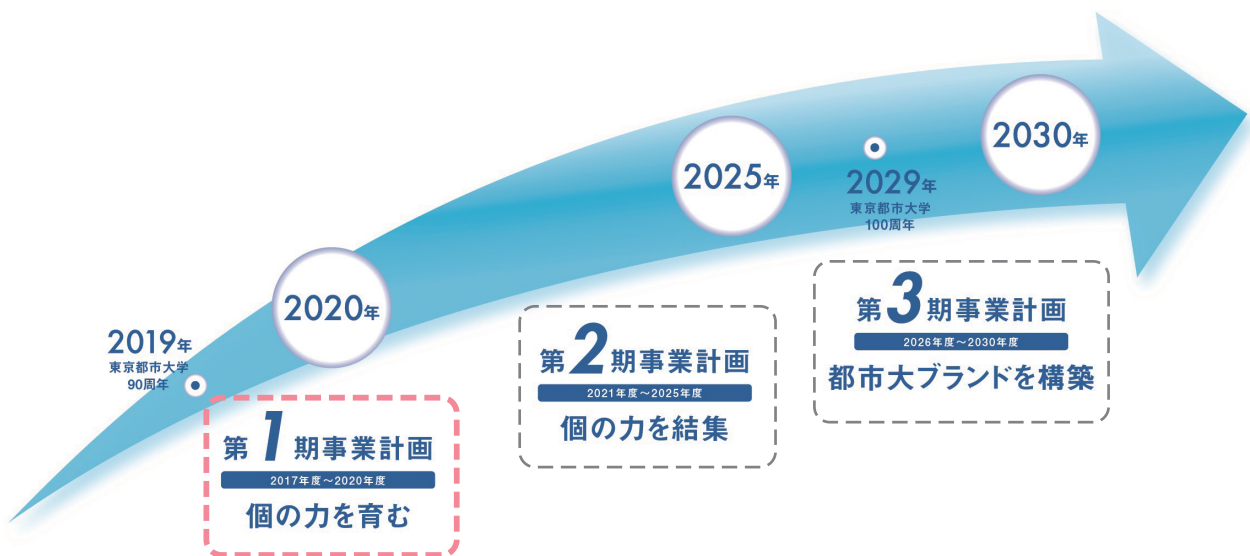 2019年
東京都市大学
90周年
2020年
2025年
2029年
東京都市大学
100周年
2030年
第1期事業計画
2017年度～2020年度
個の力を育む
第2期事業計画
2021年度～2025年度
個の力を結集
第3期事業計画
2026年度～2030年度
都市大ブランドを構築